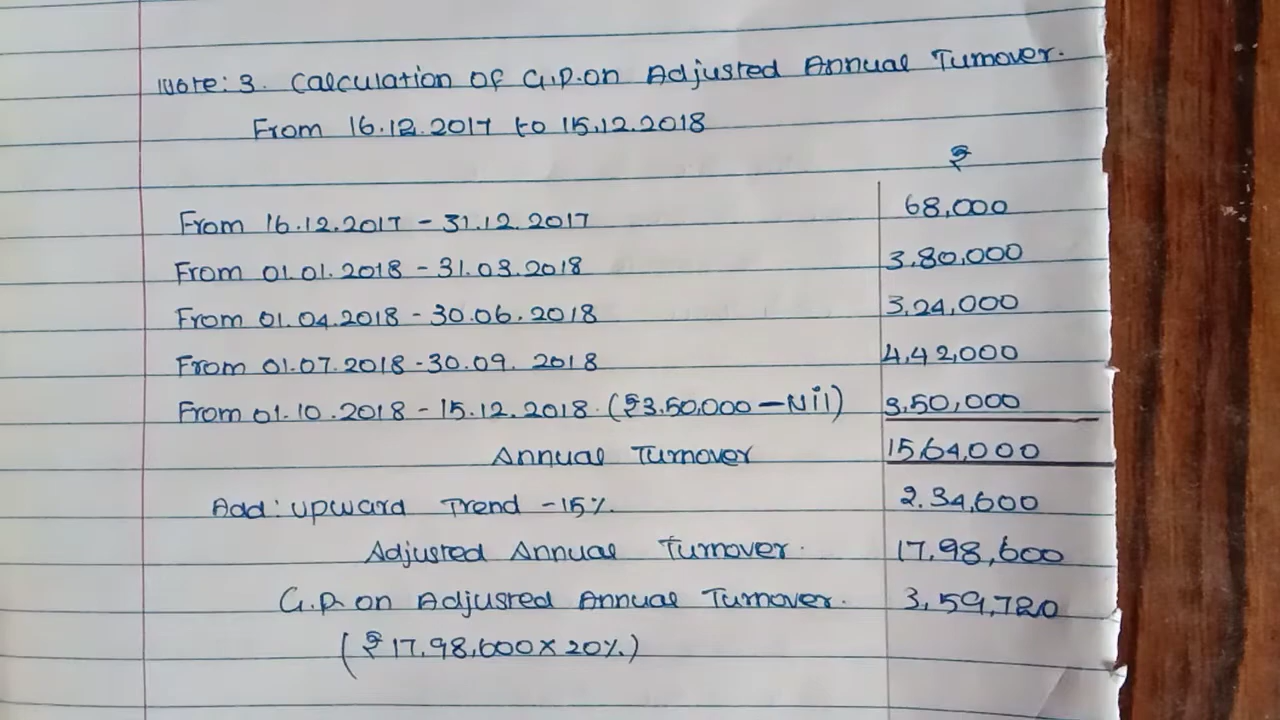 Note: 3. Calculation of G.P. on Adjusted Annual Turnover.
From 16.12.2017 to 15.12.2018
₹
From 16.12.2017 - 31.12.2017 68,000
From 01.01.2018 - 31.03.2018 3,80,000
From 01.04.2018 - 30.06.2018 3,24,000
From 01.07.2018 - 30.09.2018 4,42,000
From 01.10.2018 - 15.12.2018. (₹3.50.000 - Nil) 3,50,000
Annual Turnover 15,64,000
Add: upward Trend - 15% 2.34,600
Adjusted Annual Turnover. 17,98,600
G.P. on Adjusted Annual Turnover. 3,59,720
(₹17,98,600 × 20%.)